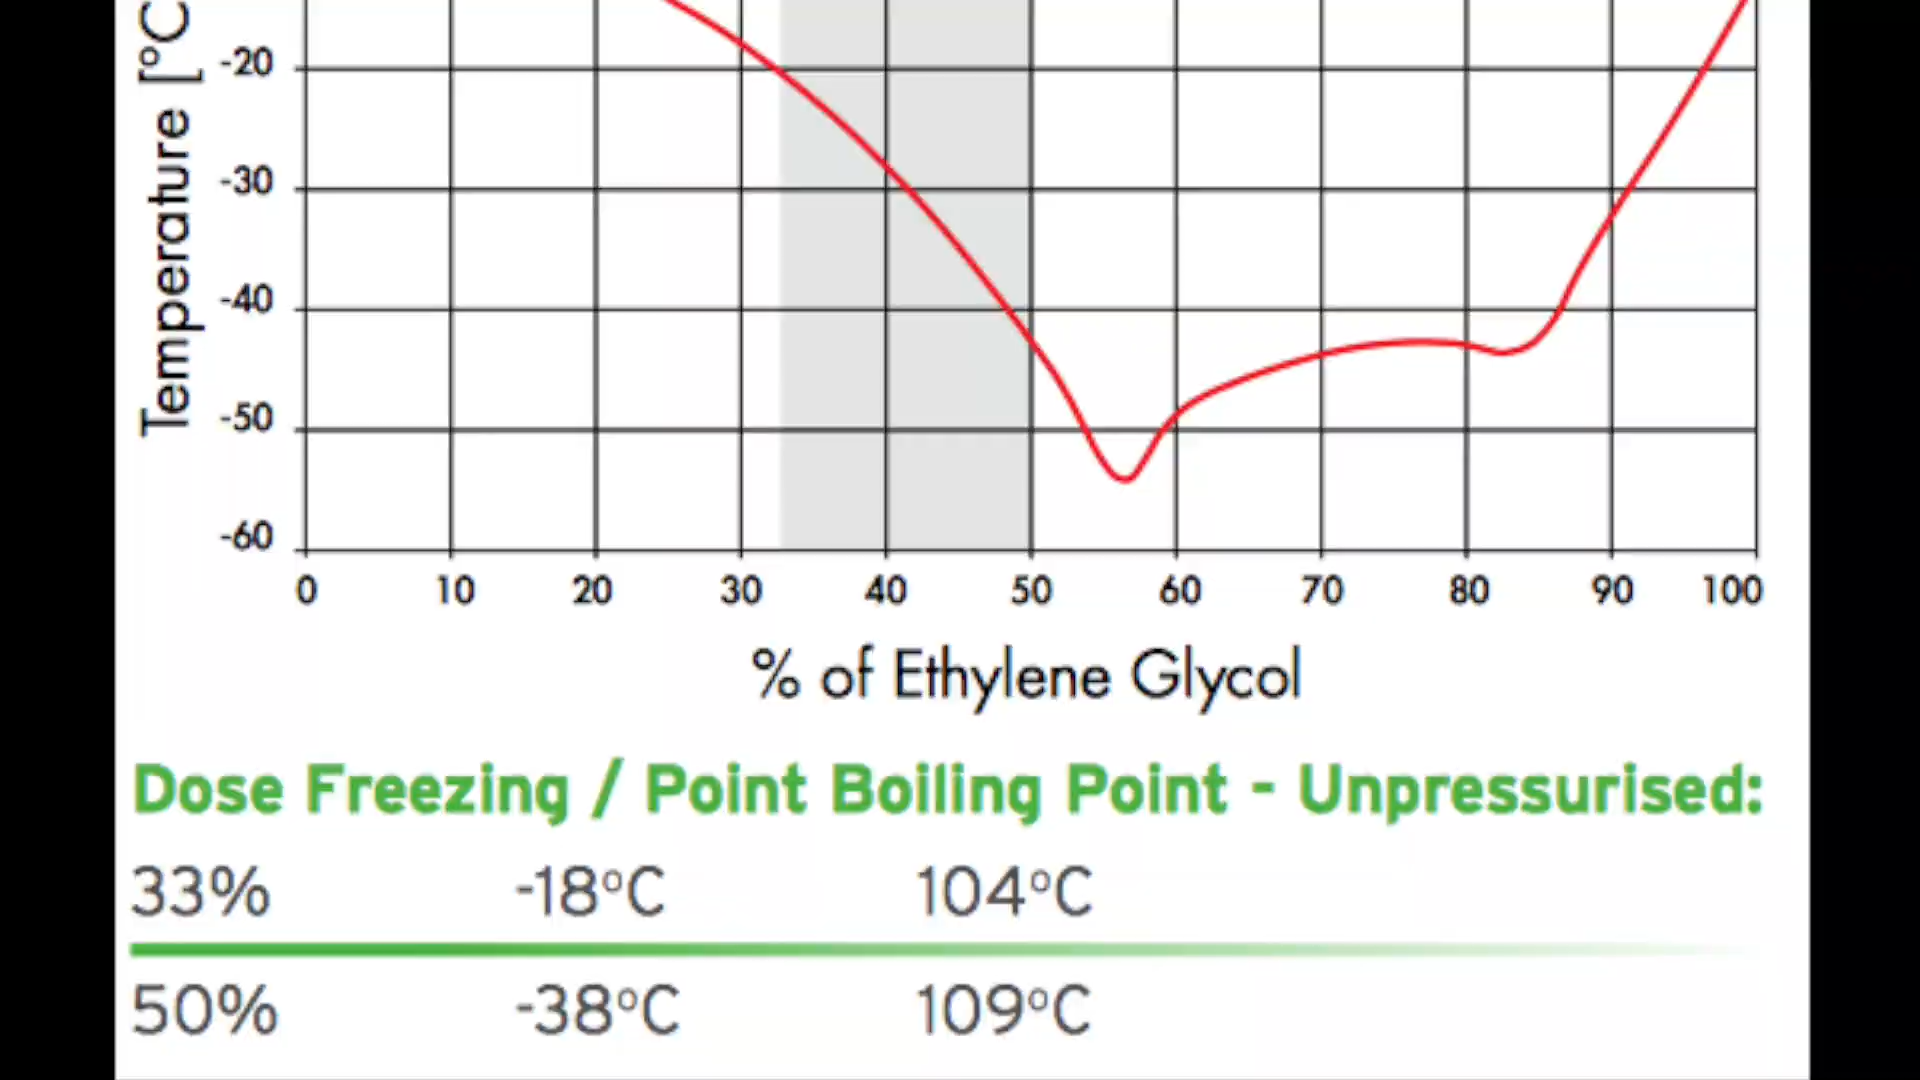 Temperature [°C
-20
-30
-40
-50
-60
0 10 20 30 40 50 60 70 80 90 100
% of Ethylene Glycol
Dose Freezing / Point Boiling Point - Unpressurised:
33% -18°C 104°C
50% -38°C 109°C